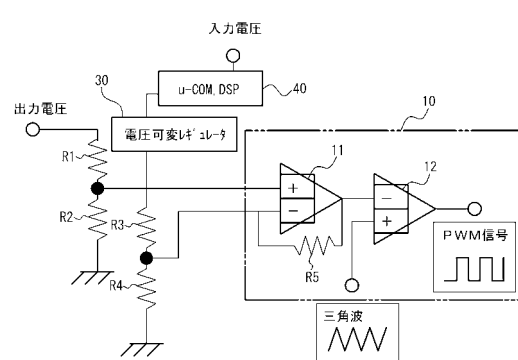 入力電圧
30
u-COM, DSP
40
出力電圧
電圧可変ﾚｷﾞｭﾚｰﾀ
10
R1
11
12
+
−
−
+
R2
R3
R5
R4
PWM信号
三角波